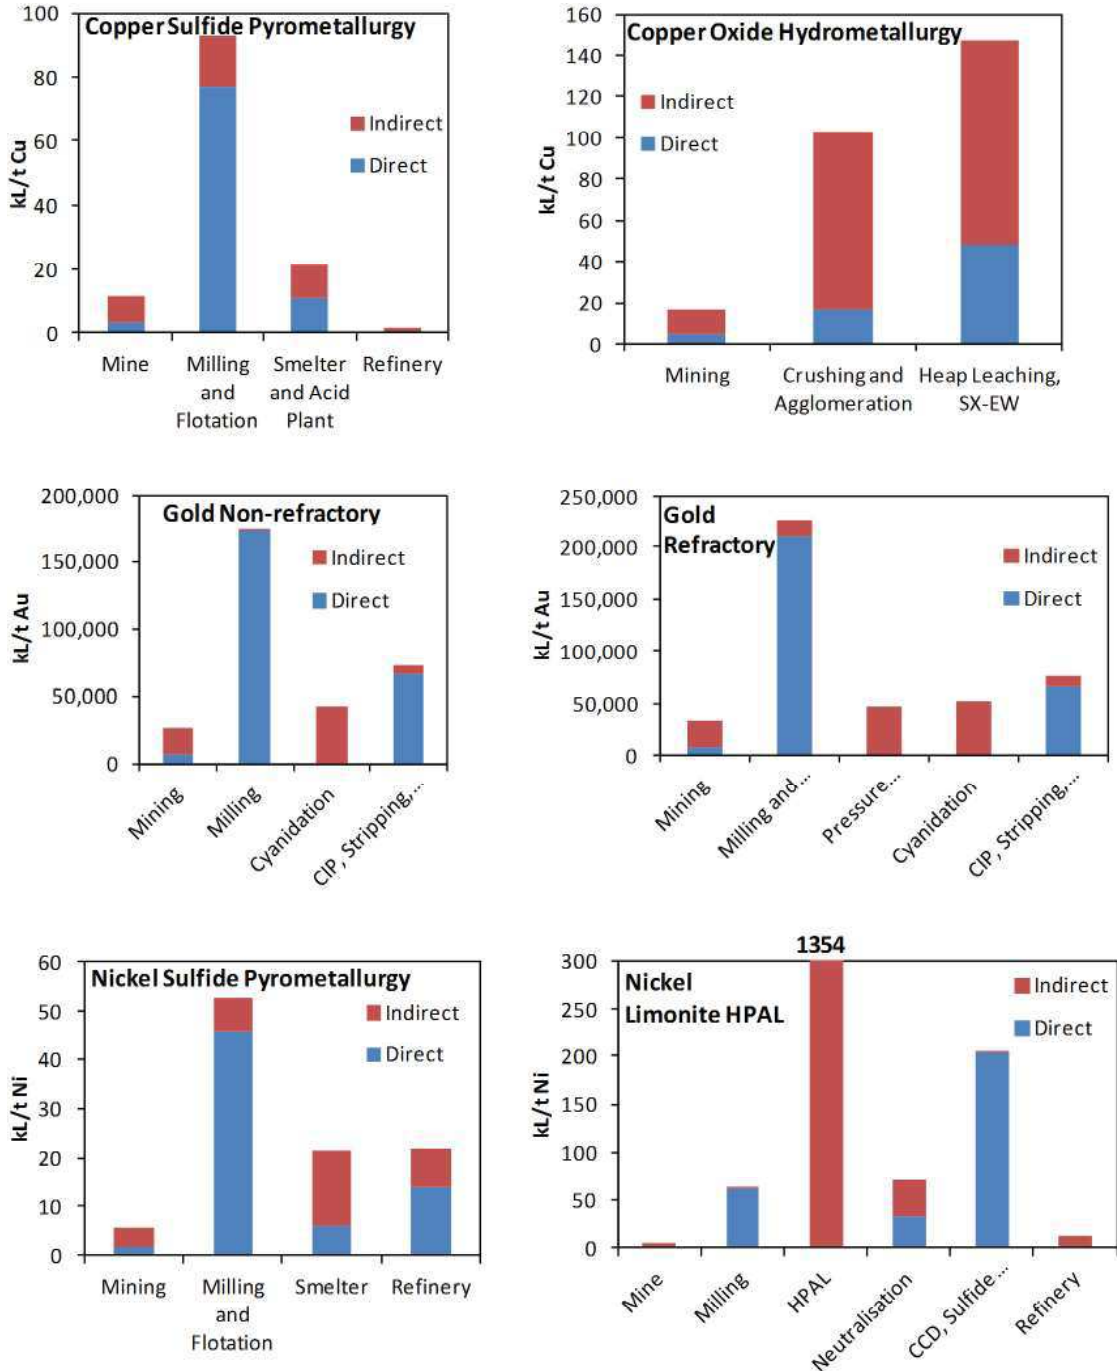 Copper Sulfide Pyrometallurgy
100
80
60
40
20
0
kL/t Cu
Indirect
Direct
Mine
Milling
and
Flotation
Smelter
and Acid
Plant
Refinery
Copper Oxide Hydrometallurgy
160
140
120
100
80
60
40
20
0
kL/t Cu
Indirect
Direct
Mining
Crushing and
Agglomeration
Heap Leaching,
SX-EW
Gold Non-refractory
200,000
150,000
100,000
50,000
0
kL/t Au
Indirect
Direct
Mining
Milling
Cyanidation
CIP, Stripping,...
Gold
Refractory
250,000
200,000
150,000
100,000
50,000
0
kL/t Au
Indirect
Direct
Mining
Milling and...
Pressure...
Cyanidation
CIP, Stripping,...
Nickel Sulfide Pyrometallurgy
60
50
40
30
20
10
0
kL/t Ni
Indirect
Direct
Mining
Milling
and
Flotation
Smelter
Refinery
1354
Nickel
Limonite HPAL
300
250
200
150
100
50
0
kL/t Ni
Indirect
Direct
Mine
Milling
HPAL
Neutralisation
CCD, Sulfide...
Refinery